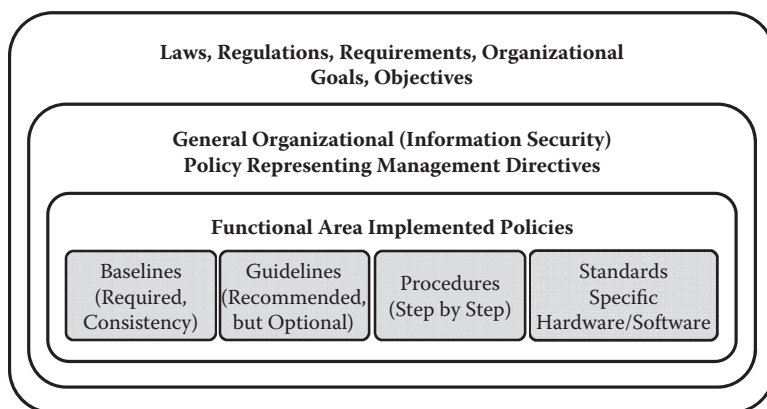 Laws, Regulations, Requirements, Organizational
Goals, Objectives
General Organizational (Information Security)
Policy Representing Management Directives
Functional Area Implemented Policies
Baselines
(Required,
Consistency)
Guidelines
(Recommended,
but Optional)
Procedures
(Step by Step)
Standards
Specific
Hardware/Software